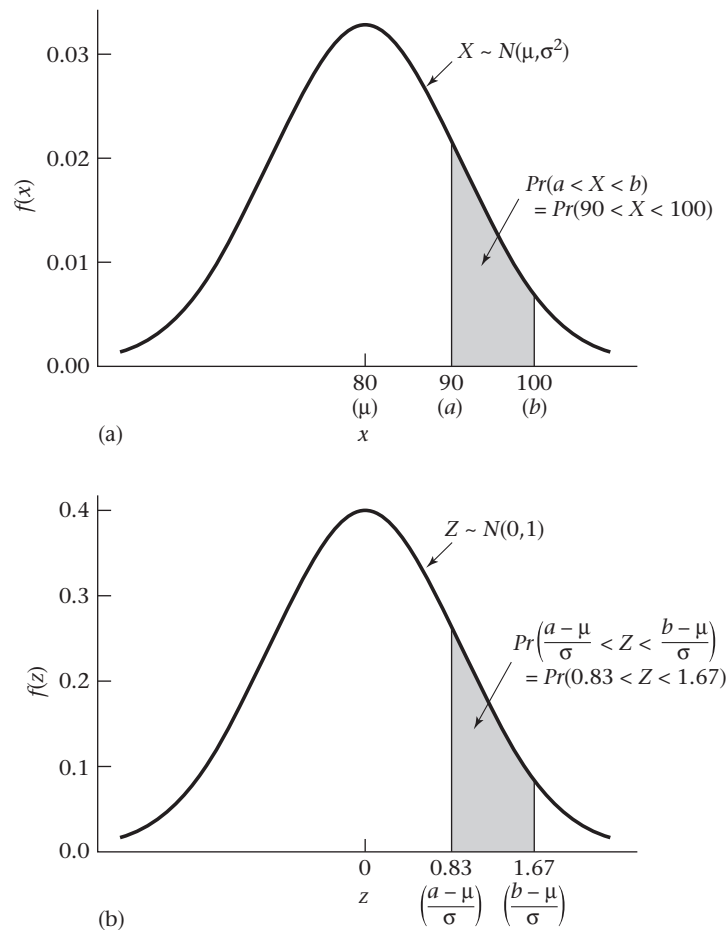 0.03
0.02
0.01
0.00
f(x)
X ~ N(μ,σ²)
Pr(a < X < b)
= Pr(90 < X < 100)
80 90 100
(μ) (a) (b)
(a) x
0.4
0.3
0.2
0.1
0.0
f(z)
Z ~ N(0,1)
Pr((a – μ)/σ < Z < (b – μ)/σ)
= Pr(0.83 < Z < 1.67)
0 0.83 1.67
z ((a – μ)/σ) ((b – μ)/σ)
(b)